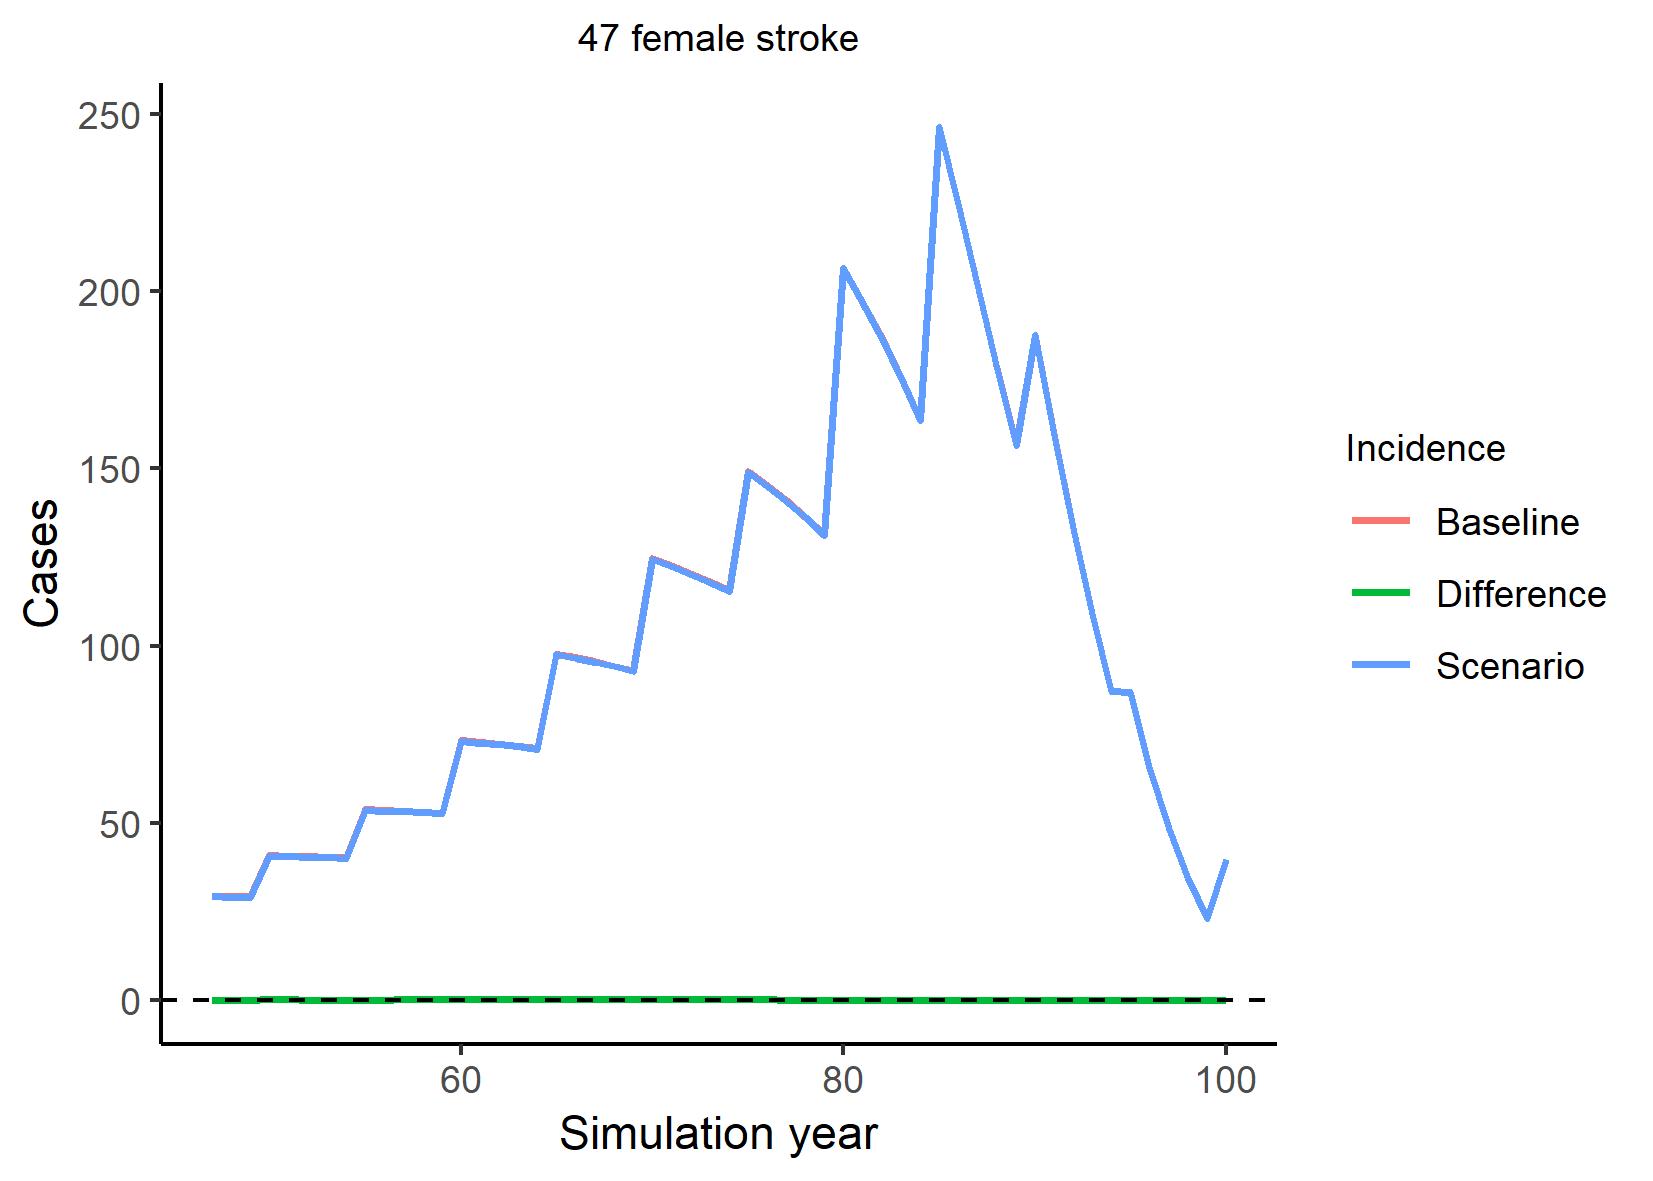 47 female stroke
250
200
150
100
50
0
Cases
60 80 100
Simulation year
Incidence
Baseline
Difference
Scenario